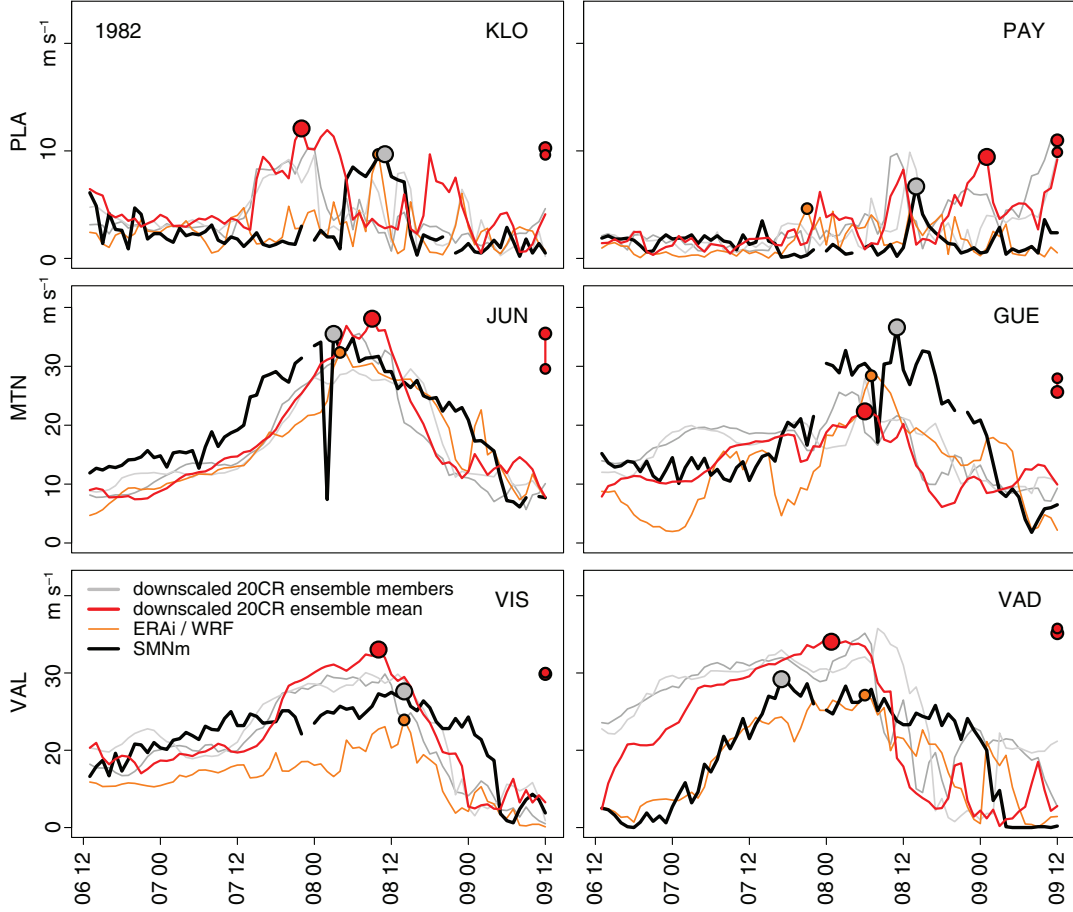 1982 KLO PAY
m s⁻¹
PLA
10
0
JUN GUE
m s⁻¹
MTN
30
20
10
0
downscaled 20CR ensemble members
downscaled 20CR ensemble mean
ERAi / WRF
SMNm
VIS VAD
m s⁻¹
VAL
30
20
0
06 12 07 00 07 12 08 00 08 12 09 00 09 12 06 12 07 00 07 12 08 00 08 12 09 00 09 12